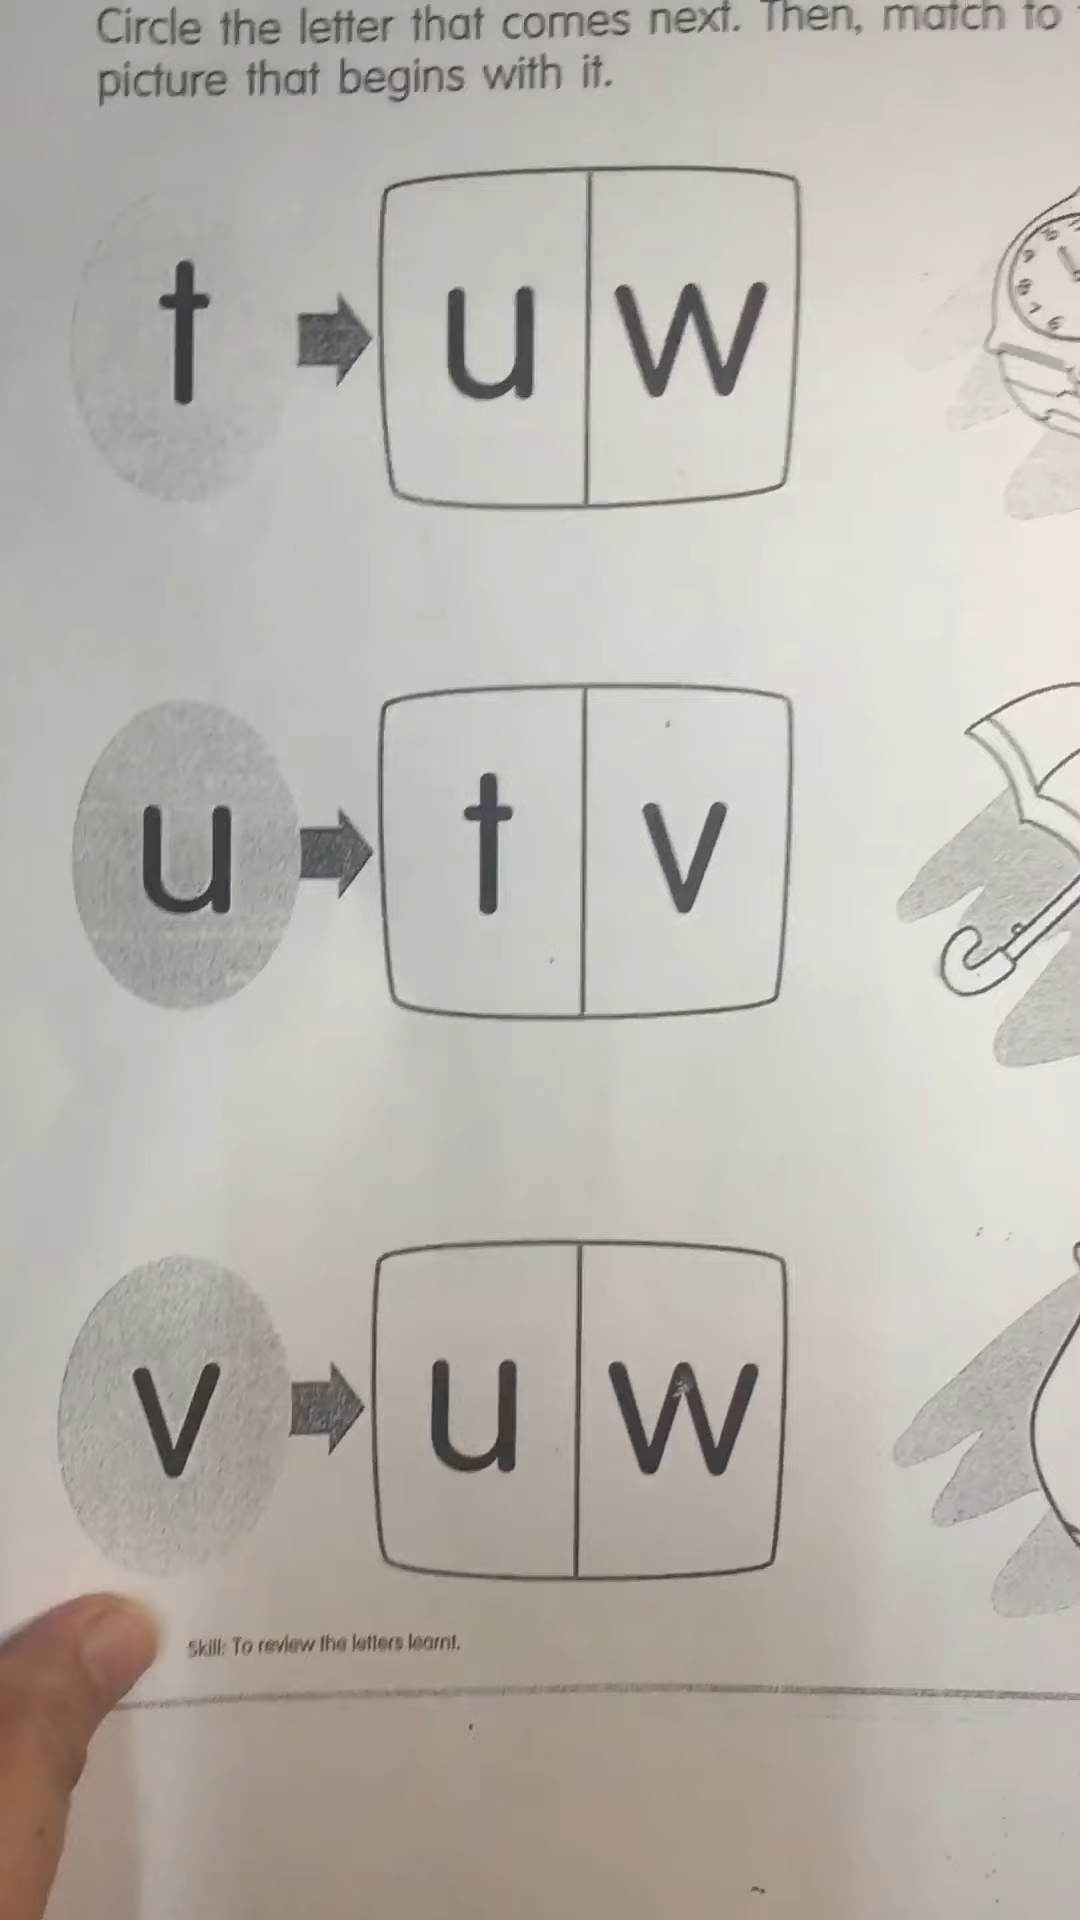 Circle the letter that comes next. Then, match to
picture that begins with it.
t u w
u t v
v u w
Skill: To review the letters learnt.